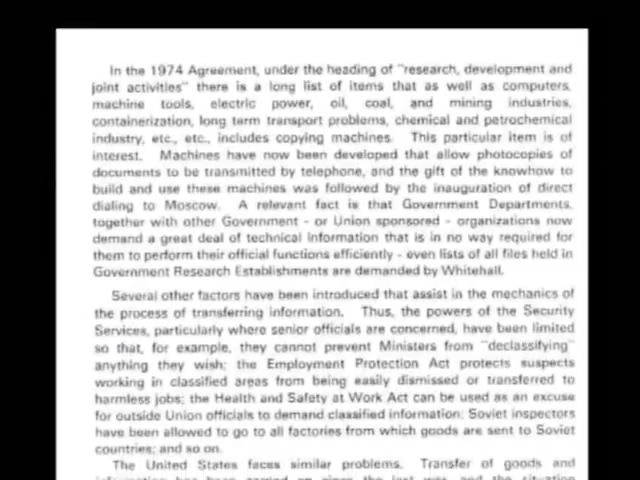 In the 1974 Agreement, under the heading of "research, development and
joint activities" there is a long list of items that as well as computers,
machine tools, electric power, oil, coal, and mining industries,
containerization, long term transport problems, chemical and petrochemical
industry, etc., etc., includes copying machines. This particular item is of
interest. Machines have now been developed that allow photocopies of
documents to be transmitted by telephone, and the gift of the knowhow to
build and use these machines was followed by the inauguration of direct
dialing to Moscow. A relevant fact is that Government Departments,
together with other Government - or Union sponsored - organizations now
demand a great deal of technical information that is in no way required for
them to perform their official functions efficiently - even lists of all files held in
Government Research Establishments are demanded by Whitehall.
Several other factors have been introduced that assist in the mechanics of
the process of transferring information. Thus, the powers of the Security
Services, particularly where senior officials are concerned, have been limited
so that, for example, they cannot prevent Ministers from "declassifying"
anything they wish; the Employment Protection Act protects suspects
working in classified areas from being easily dismissed or transferred to
harmless jobs; the Health and Safety at Work Act can be used as an excuse
for outside Union officials to demand classified information; Soviet inspectors
have been allowed to go to all factories from which goods are sent to Soviet
countries; and so on.
The United States faces similar problems. Transfer of goods and
information has been carried on since the last war, and the situation